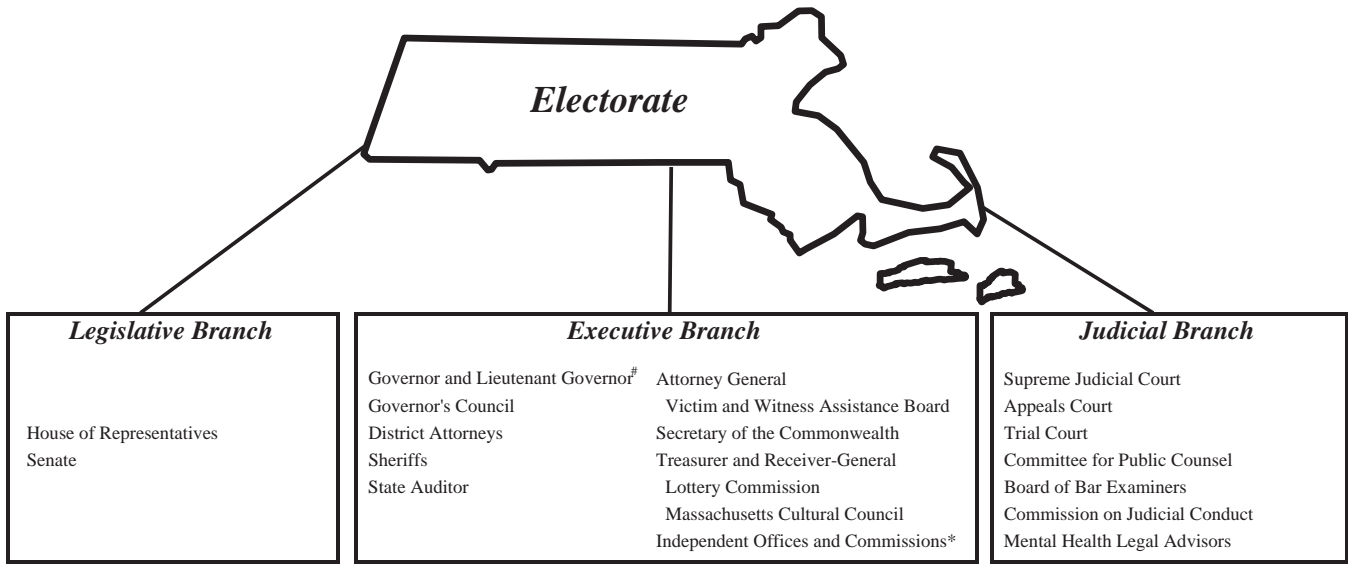 Electorate
Legislative Branch
House of Representatives
Senate
Executive Branch
Governor and Lieutenant Governor#
Governor's Council
District Attorneys
Sheriffs
State Auditor
Attorney General
Victim and Witness Assistance Board
Secretary of the Commonwealth
Treasurer and Receiver-General
Lottery Commission
Massachusetts Cultural Council
Independent Offices and Commissions*
Judicial Branch
Supreme Judicial Court
Appeals Court
Trial Court
Committee for Public Counsel
Board of Bar Examiners
Commission on Judicial Conduct
Mental Health Legal Advisors